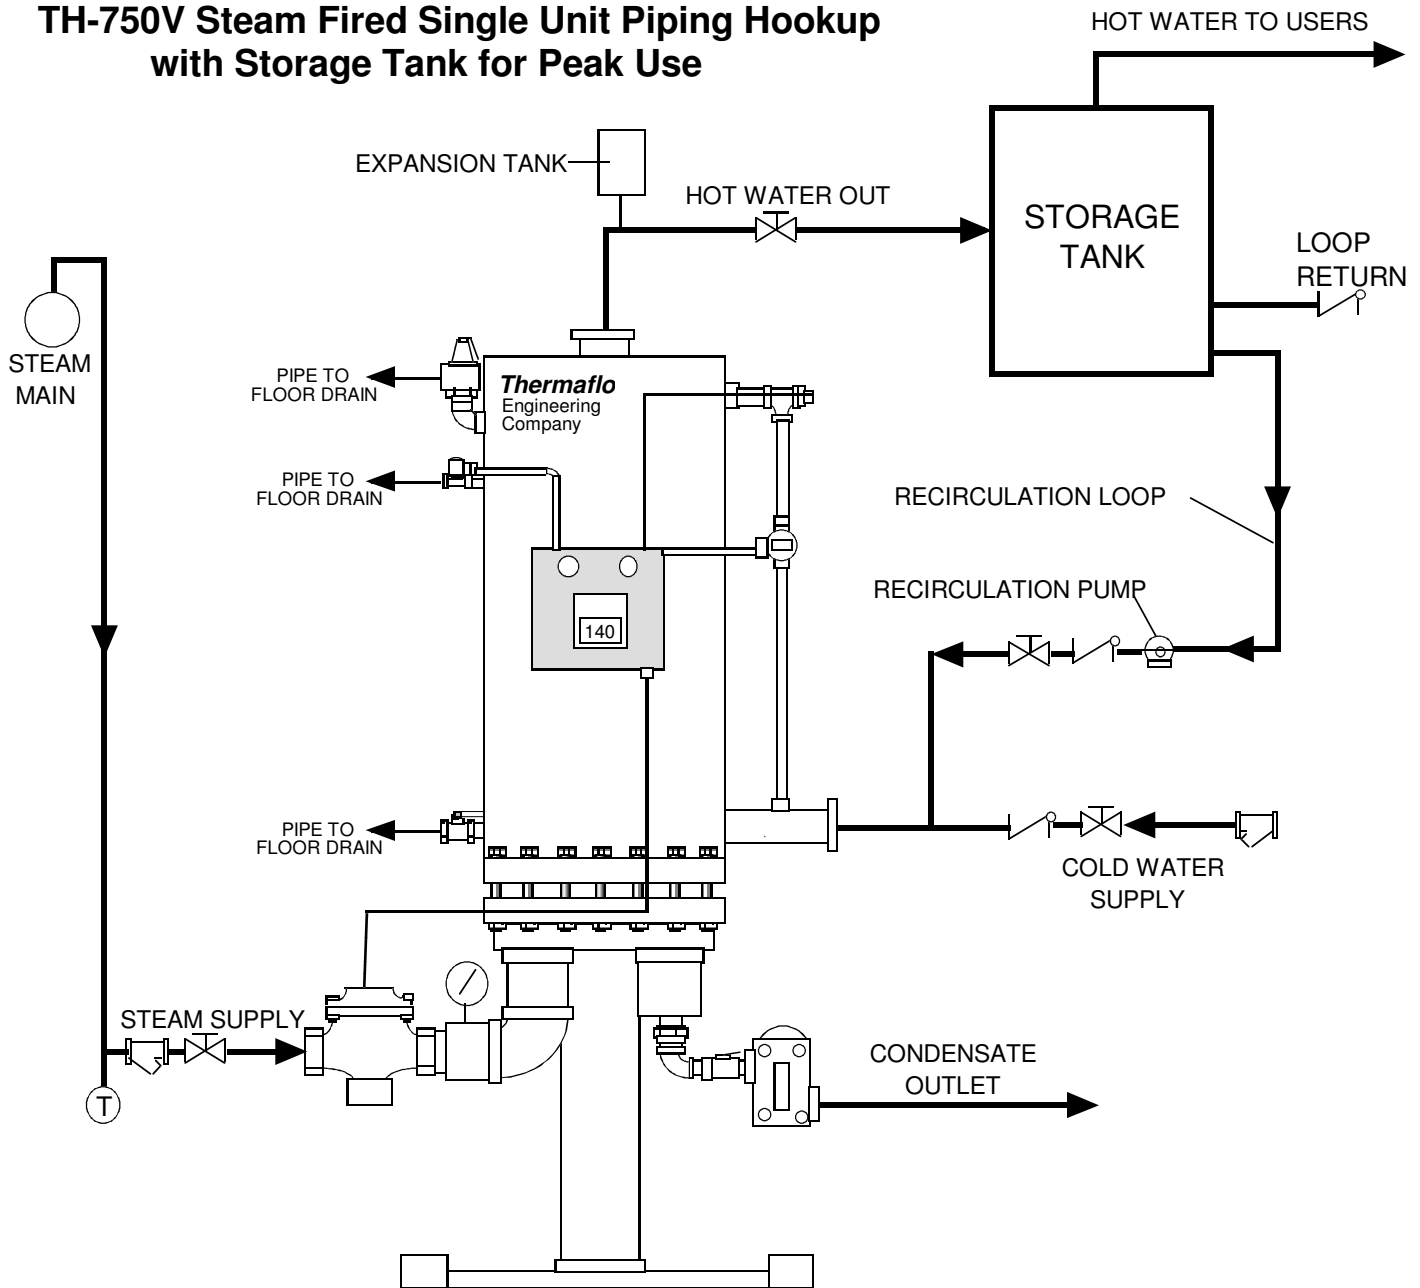 TH-750V Steam Fired Single Unit Piping Hookup
with Storage Tank for Peak Use
HOT WATER TO USERS
EXPANSION TANK
HOT WATER OUT
STORAGE
TANK
LOOP
RETURN
STEAM
MAIN
PIPE TO
FLOOR DRAIN
Thermaflo
Engineering
Company
PIPE TO
FLOOR DRAIN
RECIRCULATION LOOP
RECIRCULATION PUMP
140
PIPE TO
FLOOR DRAIN
COLD WATER
SUPPLY
STEAM SUPPLY
CONDENSATE
OUTLET
T